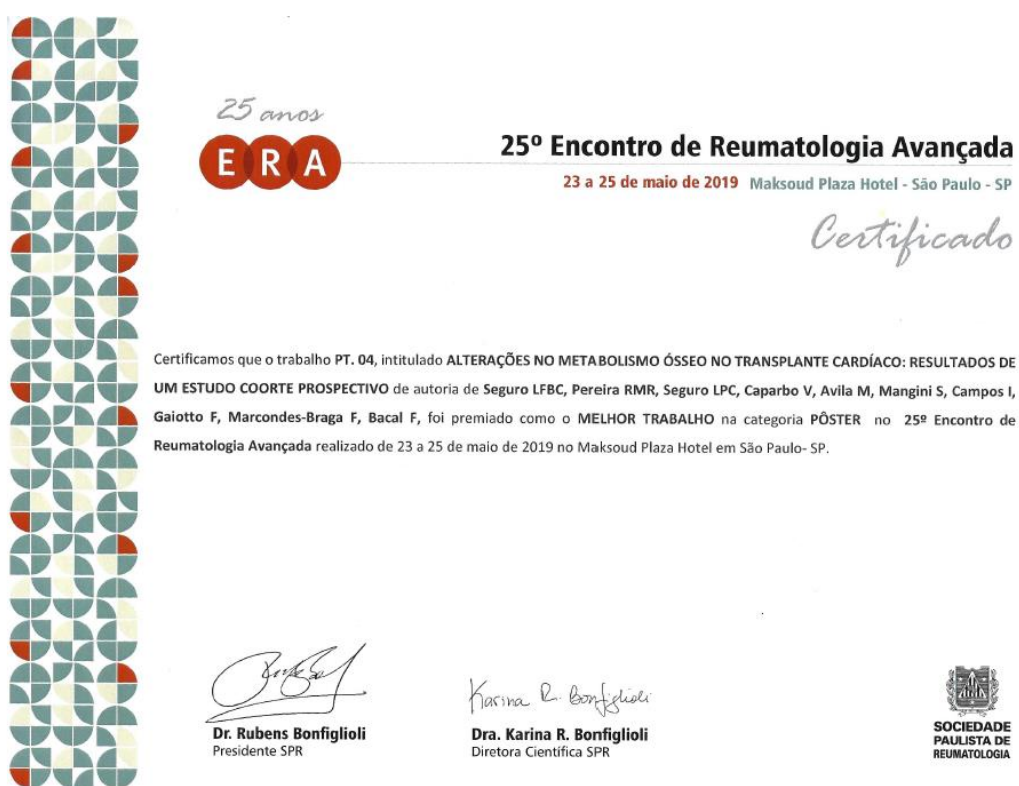 25 anos
ERA
25º Encontro de Reumatologia Avançada
23 a 25 de maio de 2019 Maksoud Plaza Hotel - São Paulo - SP
Certificado
Certificamos que o trabalho PT. 04, intitulado ALTERAÇÕES NO METABOLISMO ÓSSEO NO TRANSPLANTE CARDÍACO: RESULTADOS DE
UM ESTUDO COORTE PROSPECTIVO de autoria de Seguro LFBC, Pereira RMR, Seguro LPC, Caparbo V, Avila M, Mangini S, Campos I,
Gaiotto F, Marcondes-Braga F, Bacal F, foi premiado como o MELHOR TRABALHO na categoria PÔSTER no 25º Encontro de
Reumatologia Avançada realizado de 23 a 25 de maio de 2019 no Maksoud Plaza Hotel em São Paulo- SP.
Karina R. Bonfiglioli
Dr. Rubens Bonfiglioli
Presidente SPR
Dra. Karina R. Bonfiglioli
Diretora Científica SPR
SOCIEDADE
PAULISTA DE
REUMATOLOGIA